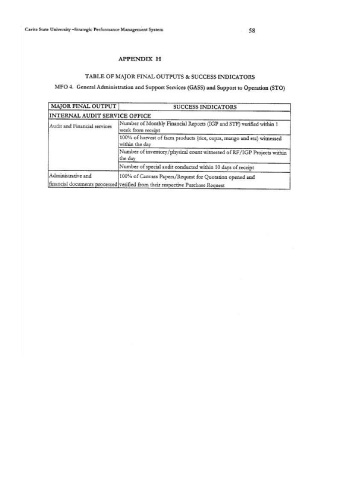 Cavite State University –Strategic Performance Management System 58
APPENDIX H
TABLE OF MAJOR FINAL OUTPUTS & SUCCESS INDICATORS
MFO 4. General Administration and Support Services (GASS) and Support to Operation (STO)
MAJOR FINAL OUTPUT SUCCESS INDICATORS
INTERNAL AUDIT SERVICE OFFICE
Audit and Financial services Number of Monthly Financial Reports (IGP and STF) verified within 1
week from receipt
100% of harvest of farm products (rice, copra, mango and etc) witnessed
within the day
Number of inventory/physical count witnessed of RF/IGP Projects within
the day
Number of special audit conducted within 30 days of receipt
Administrative and 100% of Canvass Papers/Request for Quotation opened and
financial documents processed verified from their respective Purchase Request